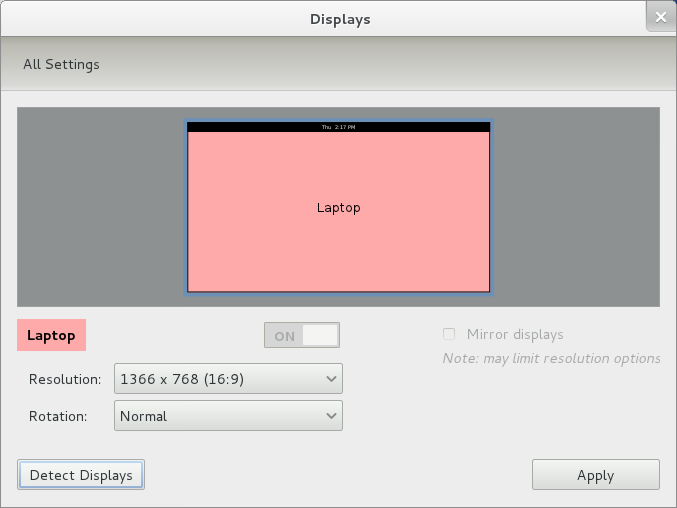 Displays
All Settings
Thu 2:17 PM
Laptop
Laptop
ON
Mirror displays
Note: may limit resolution options
Resolution:
1366 x 768 (16:9)
Rotation:
Normal
Detect Displays
Apply